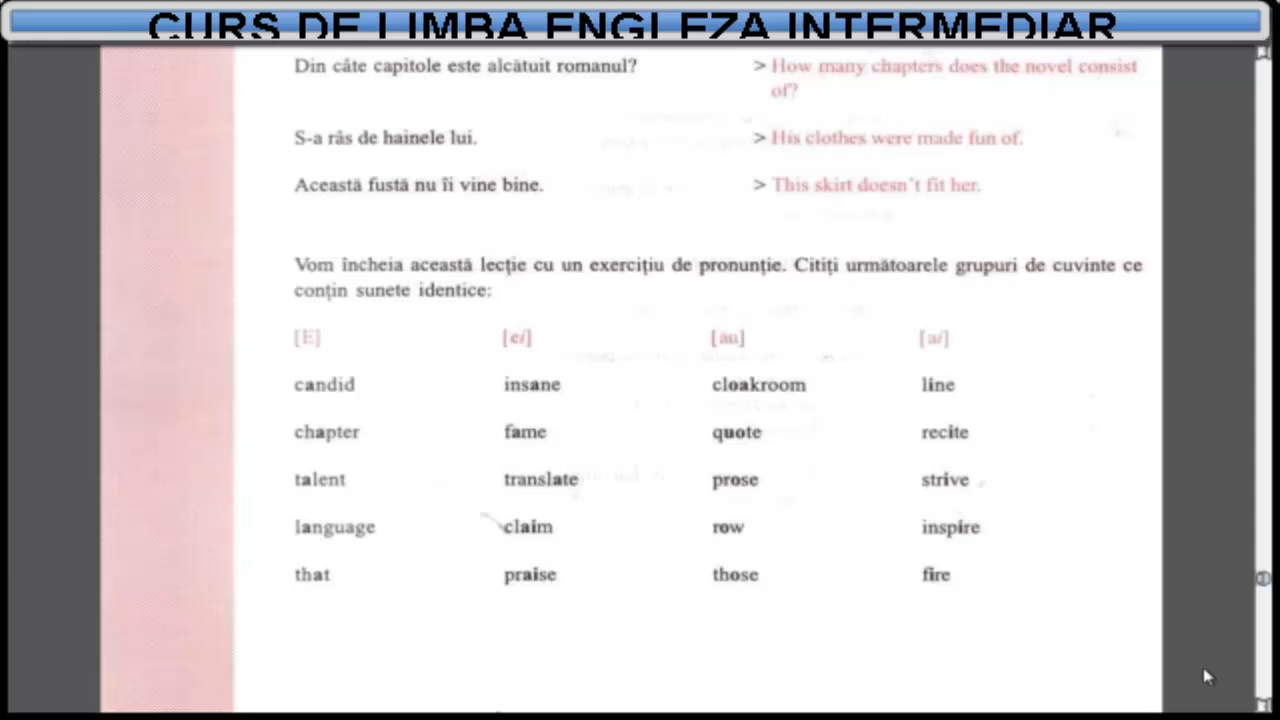 CURS DE LIMBA ENGLEZA INTERMEDIAR
Din câte capitole este alcătuit romanul? > How many chapters does the novel consist
of?
S-a râs de hainele lui. > His clothes were made fun of.
Această fustă nu îi vine bine. > This skirt doesn't fit her.
Vom încheia această lecție cu un exercițiu de pronunție. Citiți următoarele grupuri de cuvinte ce
conțin sunete identice:
[E] [ei] [au] [ai]
candid insane cloakroom line
chapter fame quote recite
talent translate prose strive
language claim row inspire
that praise those fire